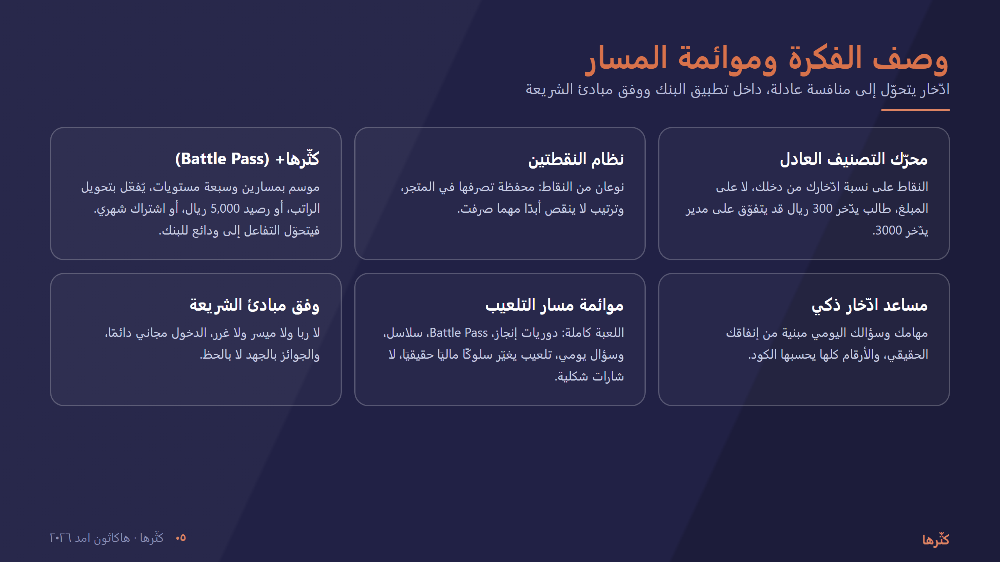 وصف الفكرة وموائمة المسار
ادّخار يتحوّل إلى منافسة عادلة، داخل تطبيق البنك ووفق مبادئ الشريعة
محرّك التصنيف العادل
النقاط على نسبة ادّخارك من دخلك، لا على
المبلغ، طالب يدّخر 300 ريال قد يتفوّق على مدير
يدّخر 3000.
نظام النقطتين
نوعان من النقاط: محفظة تصرفها في المتجر،
وترتيب لا ينقص أبدًا مهما صرفت.
كثّرها+ (Battle Pass)
موسم بمسارين وسبعة مستويات، يُفعَّل بتحويل
الراتب، أو رصيد 5,000 ريال، أو اشتراك شهري.
فيتحوّل التفاعل إلى ودائع للبنك.
مساعد ادّخار ذكي
مهامك وسؤالك اليومي مبنية من إنفاقك
الحقيقي، والأرقام كلها يحسبها الكود.
موائمة مسار التلعيب
اللعبة كاملة: دوريات إنجاز، Battle Pass، سلاسل،
وسؤال يومي، تلعيب يغيّر سلوكًا ماليًا حقيقيًا، لا
شارات شكلية.
وفق مبادئ الشريعة
لا ربا ولا ميسر ولا غرر، الدخول مجاني دائمًا،
والجوائز بالجهد لا بالحظ.
كثّرها
٠٥
كثّرها · هاكاثون امد ٢٠٢٦